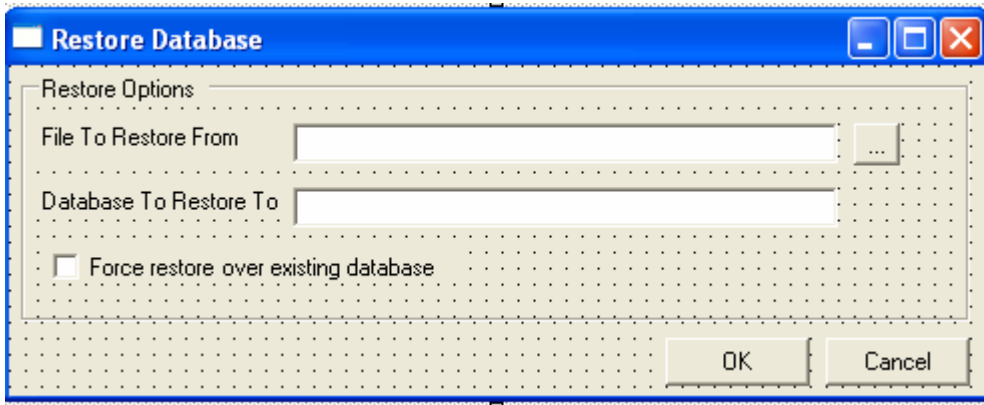 Restore Database
Restore Options
File To Restore From
...
Database To Restore To
Force restore over existing database
OK Cancel